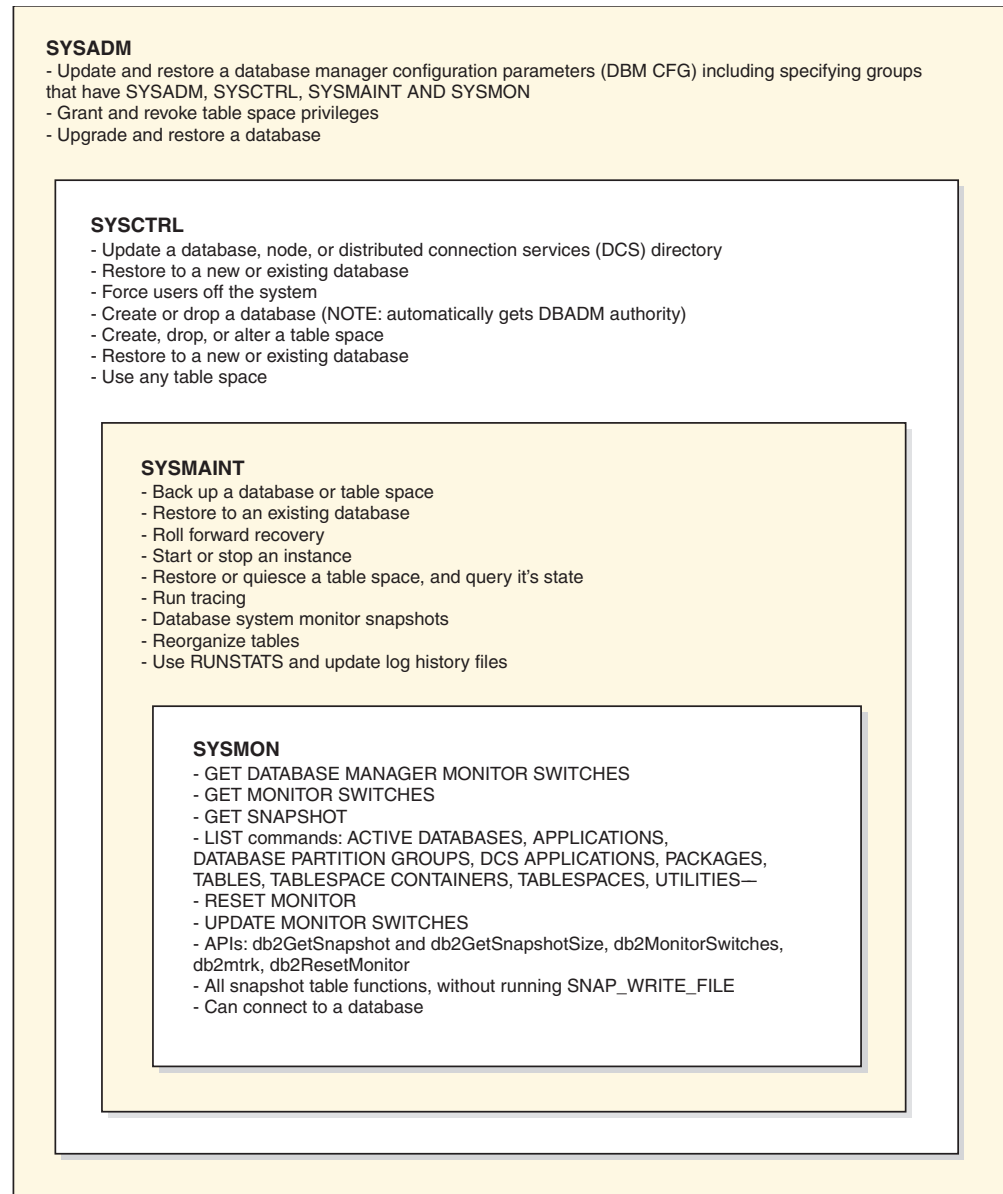 SYSADM
- Update and restore a database manager configuration parameters (DBM CFG) including specifying groups
that have SYSADM, SYSCTRL, SYSMAINT AND SYSMON
- Grant and revoke table space privileges
- Upgrade and restore a database
SYSCTRL
- Update a database, node, or distributed connection services (DCS) directory
- Restore to a new or existing database
- Force users off the system
- Create or drop a database (NOTE: automatically gets DBADM authority)
- Create, drop, or alter a table space
- Restore to a new or existing database
- Use any table space
SYSMAINT
- Back up a database or table space
- Restore to an existing database
- Roll forward recovery
- Start or stop an instance
- Restore or quiesce a table space, and query it's state
- Run tracing
- Database system monitor snapshots
- Reorganize tables
- Use RUNSTATS and update log history files
SYSMON
- GET DATABASE MANAGER MONITOR SWITCHES
- GET MONITOR SWITCHES
- GET SNAPSHOT
- LIST commands: ACTIVE DATABASES, APPLICATIONS,
DATABASE PARTITION GROUPS, DCS APPLICATIONS, PACKAGES,
TABLES, TABLESPACE CONTAINERS, TABLESPACES, UTILITIES—
- RESET MONITOR
- UPDATE MONITOR SWITCHES
- APIs: db2GetSnapshot and db2GetSnapshotSize, db2MonitorSwitches,
db2mtrk, db2ResetMonitor
- All snapshot table functions, without running SNAP_WRITE_FILE
- Can connect to a database